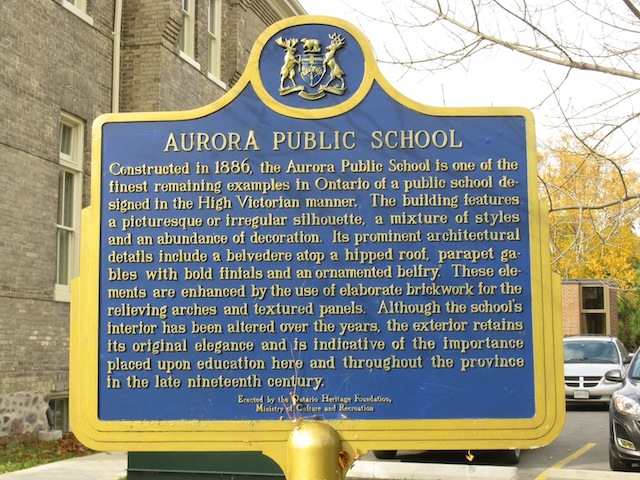 AURORA PUBLIC SCHOOL
Constructed in 1886, the Aurora Public School is one of the
finest remaining examples in Ontario of a public school de-
signed in the High Victorian manner. The building features
a picturesque or irregular silhouette, a mixture of styles
and an abundance of decoration. Its prominent architectural
details include a belvedere atop a hipped roof, parapet ga-
bles with bold finials and an ornamented belfry. These ele-
ments are enhanced by the use of elaborate brickwork for the
relieving arches and textured panels. Although the school's
interior has been altered over the years, the exterior retains
its original elegance and is indicative of the importance
placed upon education here and throughout the province
in the late nineteenth century.
Erected by the Ontario Heritage Foundation,
Ministry of Culture and Recreation